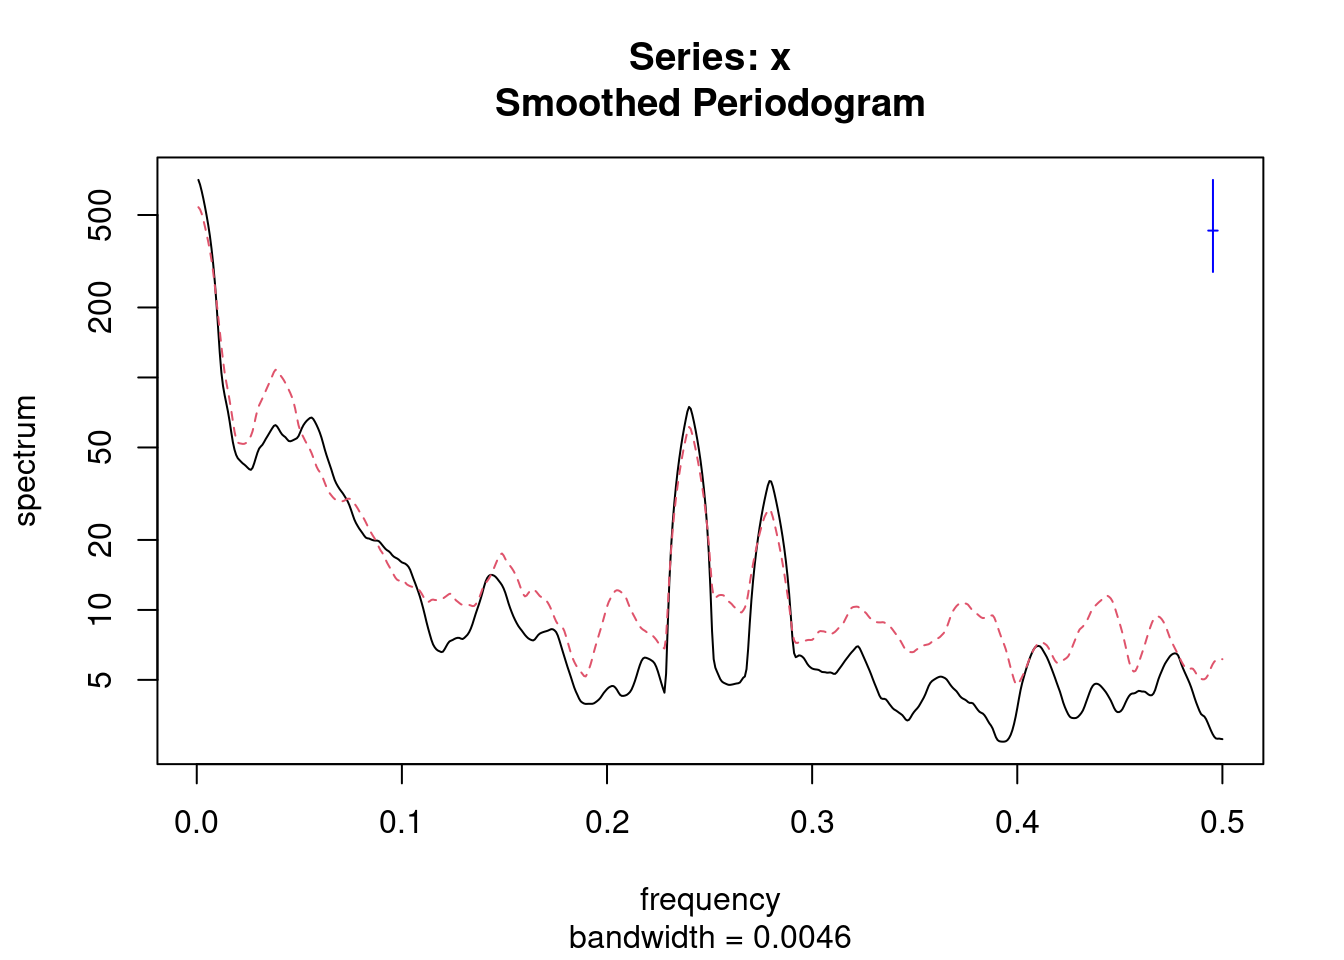 Series: x
Smoothed Periodogram
spectrum
500
200
50
20
10
5
0.0 0.1 0.2 0.3 0.4 0.5
frequency
bandwidth = 0.0046